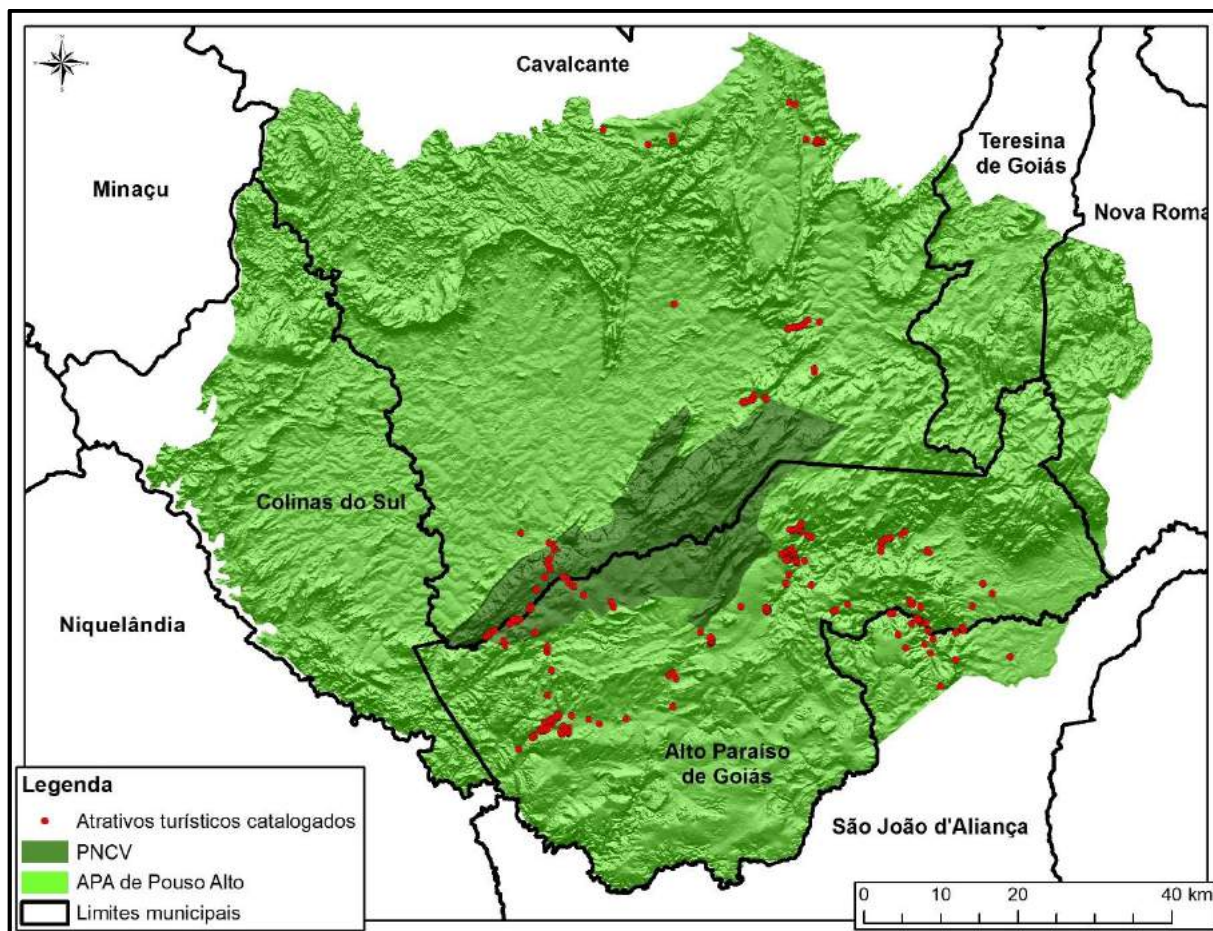 Cavalcante
Teresina
de Goiás
Minaçu
Nova Roma
Colinas do Sul
Niquelândia
Alto Paraíso
de Goiás
São João d'Aliança
Legenda
Atrativos turísticos catalogados
PNCV
APA de Pouso Alto
Limites municipais
0 10 20 40 km